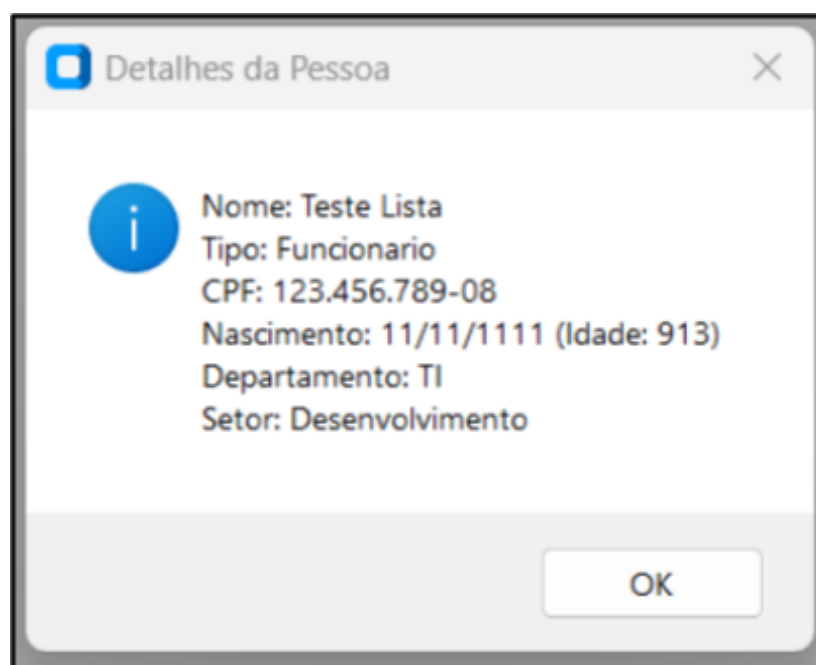 Detalhes da Pessoa
i
Nome: Teste Lista
Tipo: Funcionario
CPF: 123.456.789-08
Nascimento: 11/11/1111 (Idade: 913)
Departamento: TI
Setor: Desenvolvimento
OK